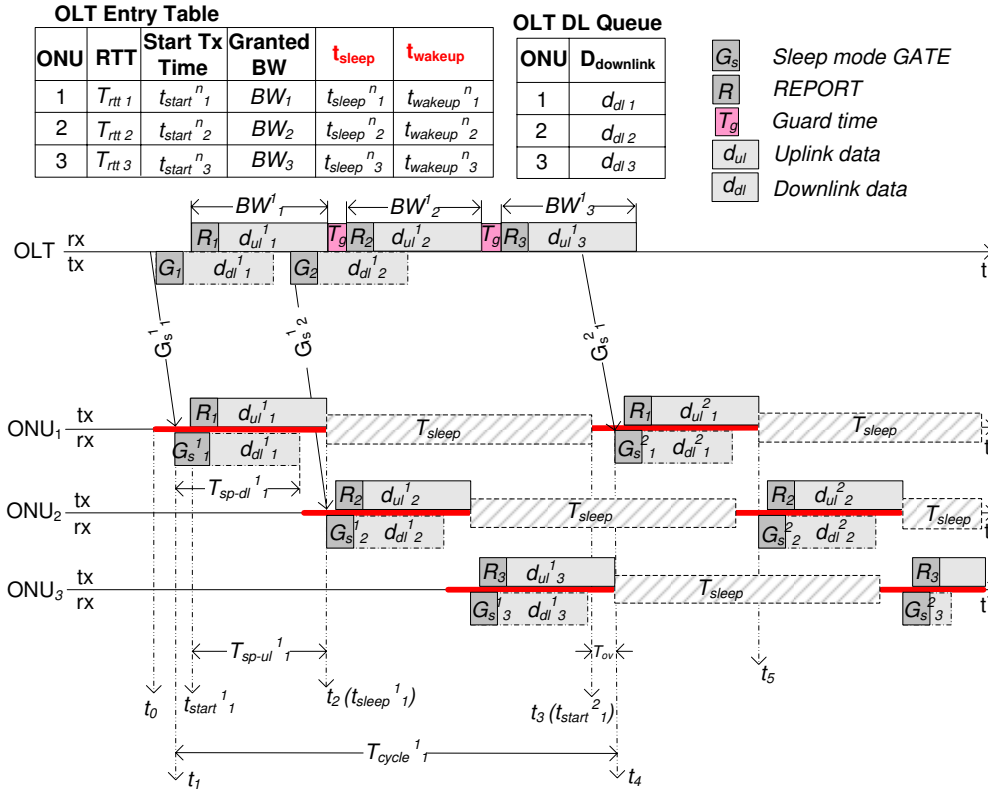 OLT Entry Table
ONU RTT Start Tx Time Granted BW t_sleep t_wakeup
1 T_rtt 1 t_start^n_1 BW_1 t_sleep^n_1 t_wakeup^n_1
2 T_rtt 2 t_start^n_2 BW_2 t_sleep^n_2 t_wakeup^n_2
3 T_rtt 3 t_start^n_3 BW_3 t_sleep^n_3 t_wakeup^n_3
OLT DL Queue
ONU D_downlink
1 d_dl 1
2 d_dl 2
3 d_dl 3
G_s Sleep mode GATE
R REPORT
T_g Guard time
d_ul Uplink data
d_dl Downlink data
BW^1_1 BW^1_2 BW^1_3
OLT rx R_1 d_ul^1_1 T_g R_2 d_ul^1_2 T_g R_3 d_ul^1_3
tx G_1 d_dl^1_1 G_2 d_dl^1_2 t
G_s^1_1 G_s^1_2 G_s^2_1
ONU_1 tx R_1 d_ul^1_1 T_sleep R_1 d_ul^2_1 T_sleep
rx G_s^1_1 d_dl^1_1 G_s^2_1 d_dl^2_1 t
T_sp-dl^1_1
ONU_2 tx R_2 d_ul^1_2 T_sleep R_2 d_ul^2_2 T_sleep
rx G_s^1_2 d_dl^1_2 G_s^2_2 d_dl^2_2 t
ONU_3 tx R_3 d_ul^1_3 T_sleep R_3
rx G_s^1_3 d_dl^1_3 G_s^2_3 t
T_sp-ul^1_1 T_ov
t_0 t_start^1_1 t_2 (t_sleep^1_1) t_3 (t_start^2_1) t_5
T_cycle^1_1
t_1 t_4